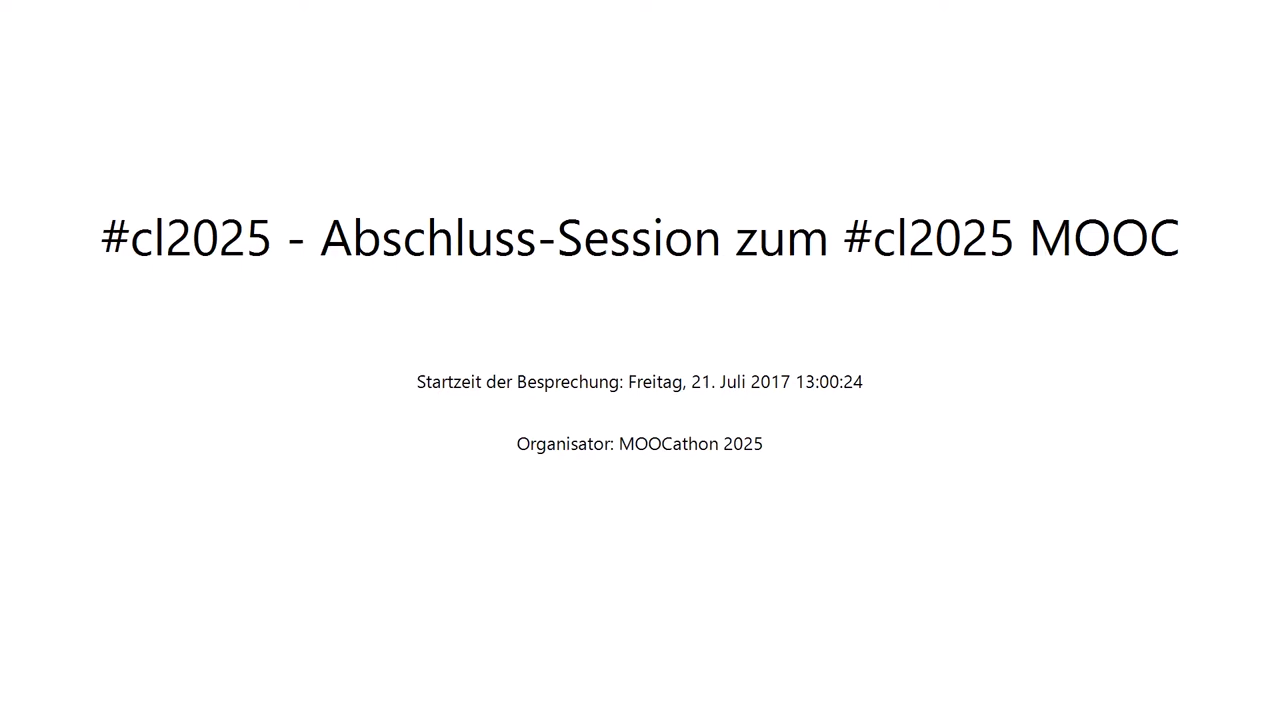 #cl2025 - Abschluss-Session zum #cl2025 MOOC
Startzeit der Besprechung: Freitag, 21. Juli 2017 13:00:24
Organisator: MOOCathon 2025